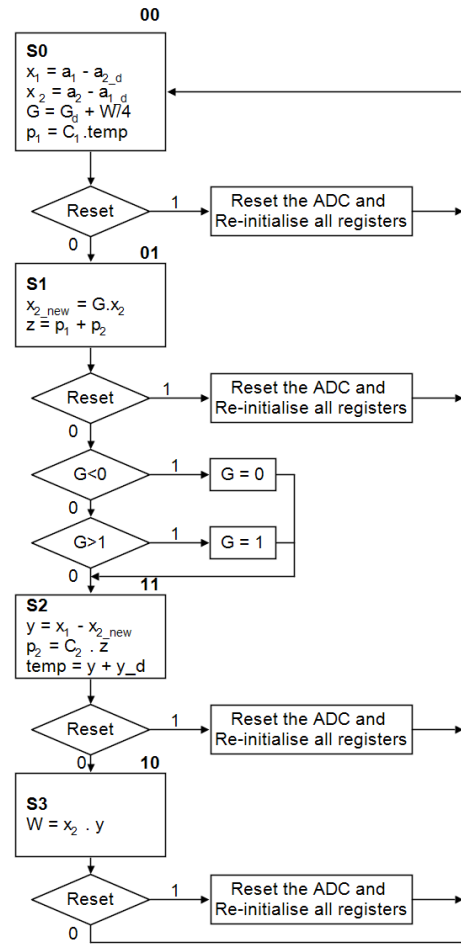 00
S0
x₁ = a₁ - a₂_d
x₂ = a₂ - a₁_d
G = G_d + W/4
p₁ = C₁.temp
Reset
1
Reset the ADC and
Re-initialise all registers
0
01
S1
x₂_new = G.x₂
z = p₁ + p₂
Reset
1
Reset the ADC and
Re-initialise all registers
0
G<0
1
G = 0
0
G>1
1
G = 1
0
11
S2
y = x₁ - x₂_new
p₂ = C₂ . z
temp = y + y_d
Reset
1
Reset the ADC and
Re-initialise all registers
0
10
S3
W = x₂ . y
Reset
1
Reset the ADC and
Re-initialise all registers
0